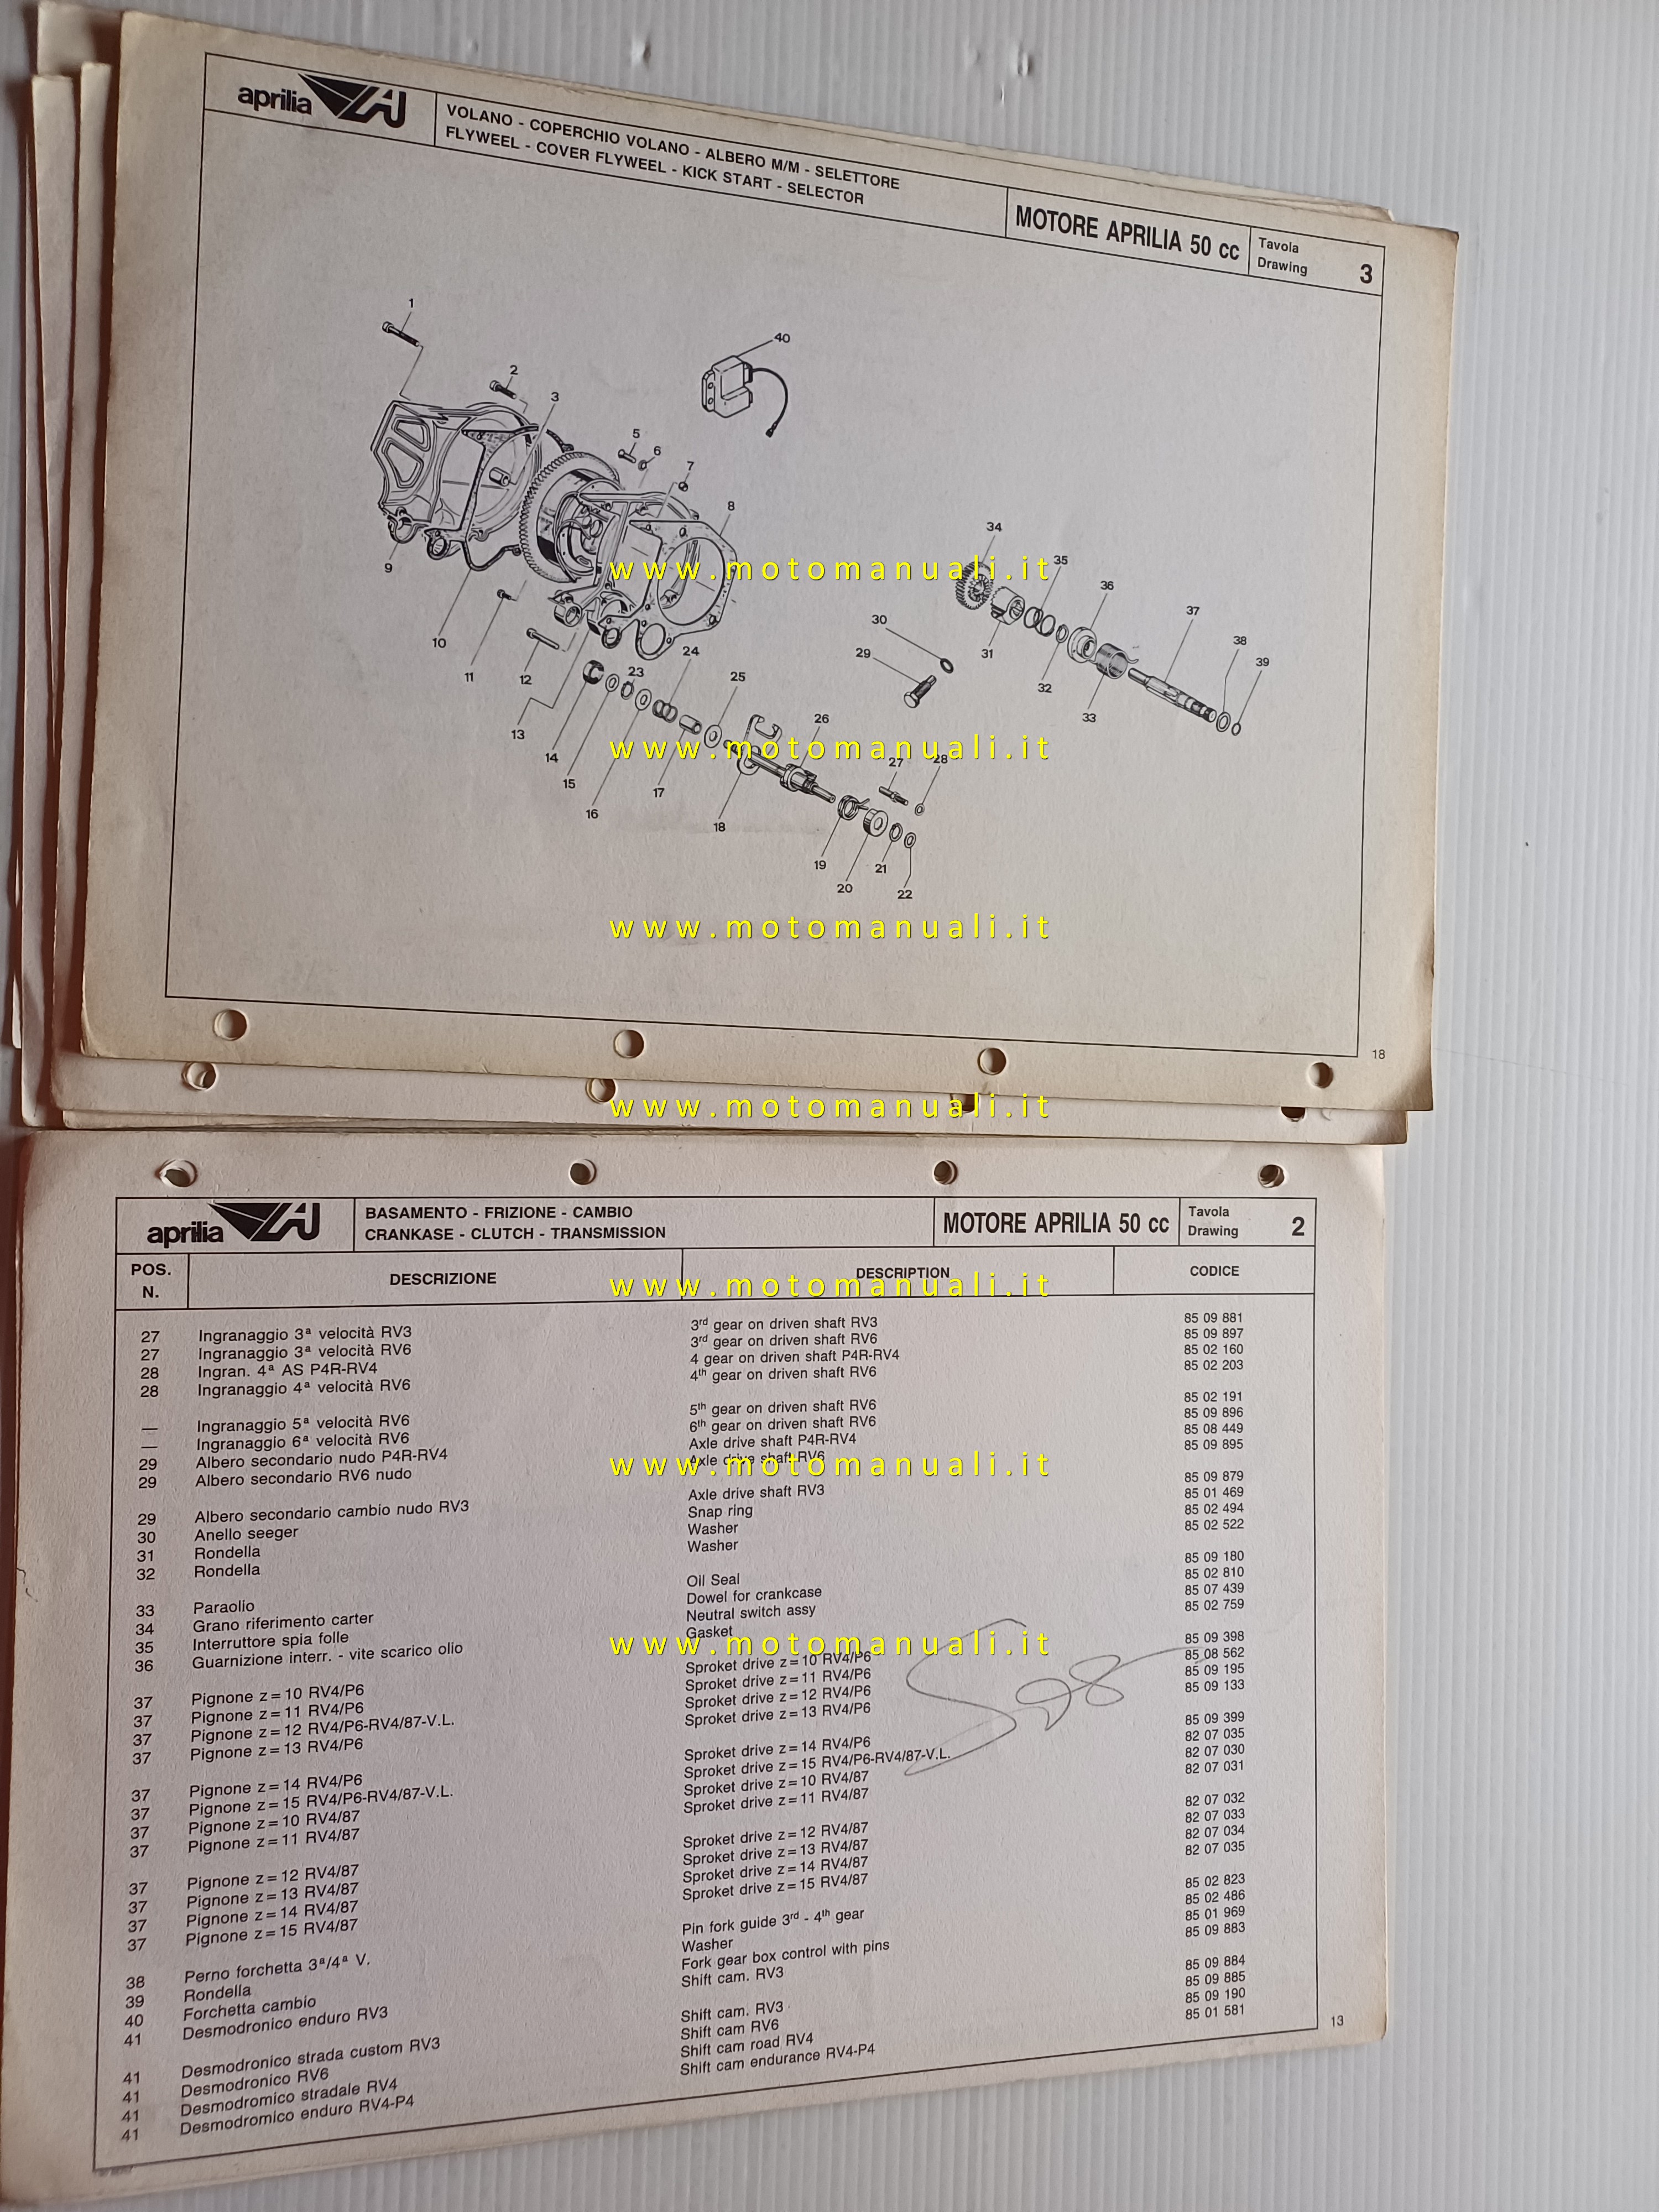 aprilia
VOLANO - COPERCHIO VOLANO - ALBERO M/M - SELETTORE
FLYWEEL - COVER FLYWEEL - KICK START - SELECTOR
MOTORE APRILIA 50 cc
Tavola
Drawing 3
1
40
2
3
5
6
7
8
34
35
36
9
37
30
10
31
38
29
24
39
11
12
23
32
25
33
13
26
14
27
28
15
17
16
18
19
21
20
22
www.motomanuali.it
www.motomanuali.it
www.motomanuali.it
18
www.motomanuali.it
aprilia
BASAMENTO - FRIZIONE - CAMBIO
CRANKASE - CLUTCH - TRANSMISSION
MOTORE APRILIA 50 cc
Tavola
Drawing 2
POS. N. DESCRIZIONE DESCRIPTION CODICE
www.motomanuali.it
27 Ingranaggio 3ª velocità RV3 3rd gear on driven shaft RV3 85 09 881
27 Ingranaggio 3ª velocità RV6 3rd gear on driven shaft RV6 85 09 897
28 Ingran. 4ª AS P4R-RV4 4 gear on driven shaft P4R-RV4 85 02 160
28 Ingranaggio 4ª velocità RV6 4th gear on driven shaft RV6 85 02 203
— Ingranaggio 5ª velocità RV6 5th gear on driven shaft RV6 85 02 191
— Ingranaggio 6ª velocità RV6 6th gear on driven shaft RV6 85 09 896
29 Albero secondario nudo P4R-RV4 Axle drive shaft P4R-RV4 85 08 449
29 Albero secondario RV6 nudo Axle drive shaft RV6 85 09 895
www.motomanuali.it
29 Albero secondario cambio nudo RV3 Axle drive shaft RV3 85 09 879
30 Anello seeger Snap ring 85 01 469
31 Rondella Washer 85 02 494
32 Rondella Washer 85 02 522
33 Paraolio Oil Seal 85 09 180
34 Grano riferimento carter Dowel for crankcase 85 02 810
35 Interruttore spia folle Neutral switch assy 85 07 439
36 Guarnizione interr. - vite scarico olio Gasket 85 02 759
www.motomanuali.it
37 Pignone z=10 RV4/P6 Sproket drive z=10 RV4/P6 85 09 398
37 Pignone z=11 RV4/P6 Sproket drive z=11 RV4/P6 85 08 562
37 Pignone z=12 RV4/P6-RV4/87-V.L. Sproket drive z=12 RV4/P6 85 09 195
37 Pignone z=13 RV4/P6 Sproket drive z=13 RV4/P6 85 09 133
37 Pignone z=14 RV4/P6 Sproket drive z=14 RV4/P6 85 09 399
37 Pignone z=15 RV4/P6-RV4/87-V.L. Sproket drive z=15 RV4/P6-RV4/87-V.L. 82 07 035
37 Pignone z=10 RV4/87 Sproket drive z=10 RV4/87 82 07 030
37 Pignone z=11 RV4/87 Sproket drive z=11 RV4/87 82 07 031
37 Pignone z=12 RV4/87 Sproket drive z=12 RV4/87 82 07 032
37 Pignone z=13 RV4/87 Sproket drive z=13 RV4/87 82 07 033
37 Pignone z=14 RV4/87 Sproket drive z=14 RV4/87 82 07 034
37 Pignone z=15 RV4/87 Sproket drive z=15 RV4/87 82 07 035
38 Perno forchetta 3ª/4ª V. Pin fork guide 3rd - 4th gear 85 02 823
39 Rondella Washer 85 02 486
40 Forchetta cambio Fork gear box control with pins 85 01 969
41 Desmodronico enduro RV3 Shift cam. RV3 85 09 883
41 Desmodronico strada custom RV3 Shift cam. RV3 85 09 884
41 Desmodronico RV6 Shift cam RV6 85 09 885
41 Desmodromico stradale RV4 Shift cam road RV4 85 09 190
41 Desmodromico enduro RV4-P4 Shift cam endurance RV4-P4 85 01 581
13